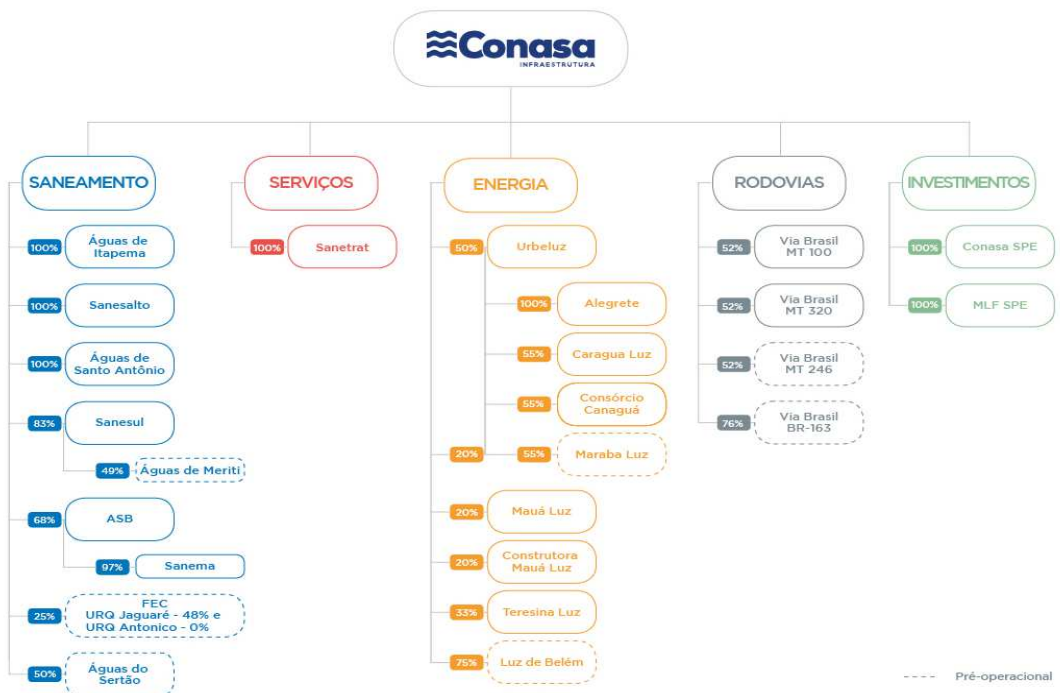 Conasa
INFRAESTRUTURA
SANEAMENTO
100%
Águas de
Itapema
100%
Sanesalto
100%
Águas de
Santo Antônio
83%
Sanesul
49%
Águas de Meriti
68%
ASB
97%
Sanema
25%
FEC
URQ Jaguaré - 48% e
URQ Antonico - 0%
50%
Águas do
Sertão
SERVIÇOS
100%
Sanetrat
ENERGIA
50%
Urbeluz
100%
Alegrete
55%
Caragua Luz
55%
Consórcio
Canaguá
20%
55%
Maraba Luz
20%
Mauá Luz
20%
Construtora
Mauá Luz
33%
Teresina Luz
75%
Luz de Belém
RODOVIAS
52%
Via Brasil
MT 100
52%
Via Brasil
MT 320
52%
Via Brasil
MT 246
76%
Via Brasil
BR-163
INVESTIMENTOS
100%
Conasa SPE
100%
MLF SPE
Pré-operacional